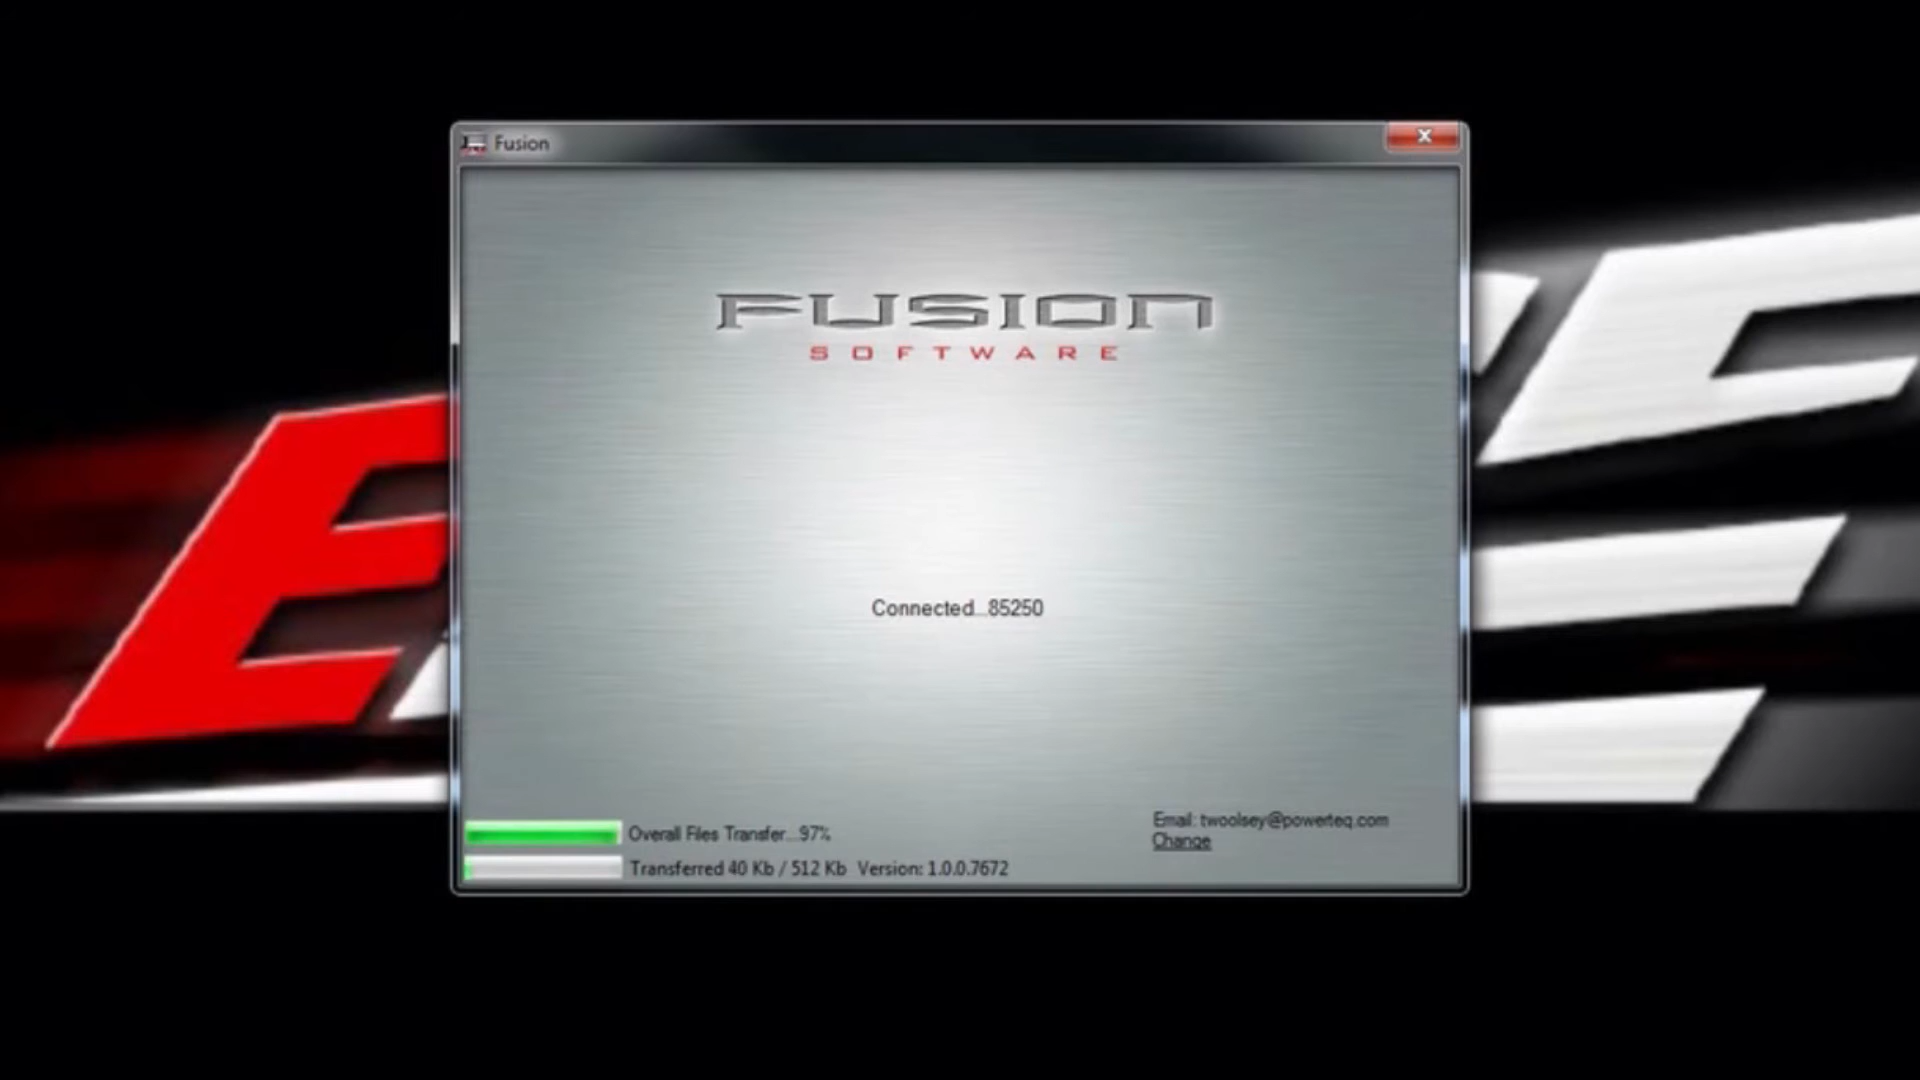 Fusion
FUSION
SOFTWARE
Connected...85250
Overall Files Transfer...97%
Transferred 40 Kb / 512 Kb Version: 1.0.0.7672
Email: twoolsey@powerteq.com
Change